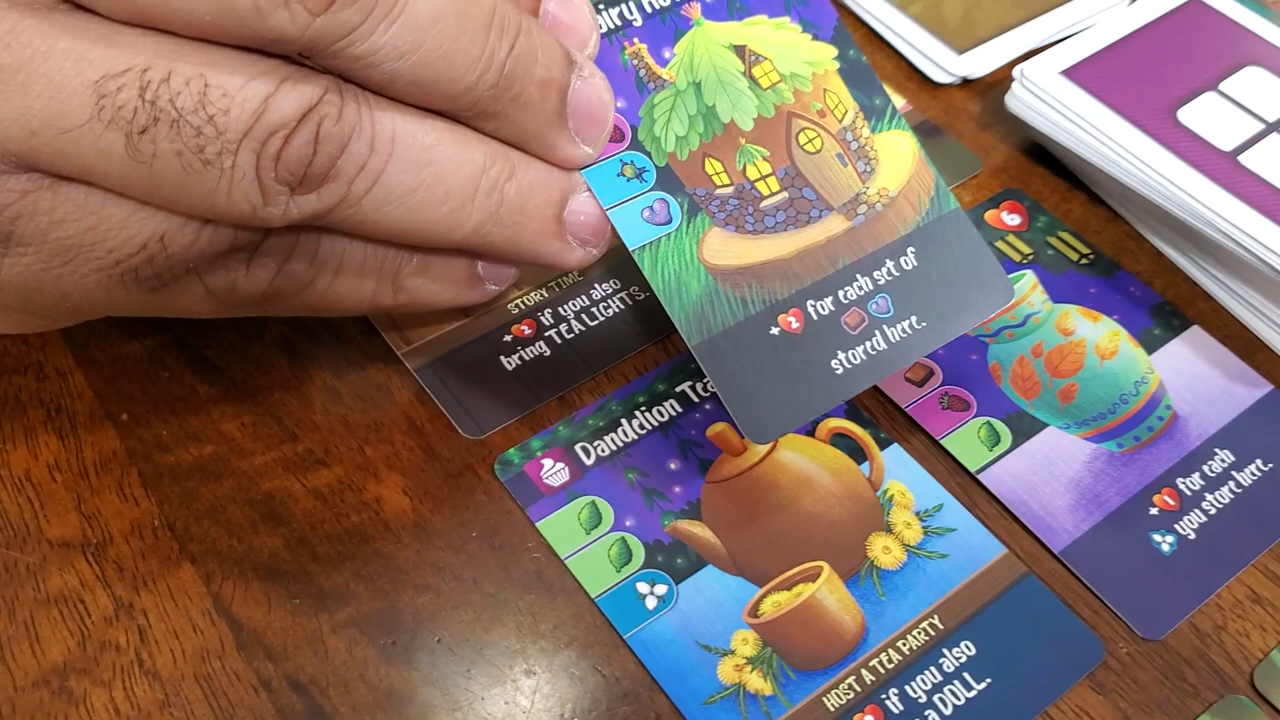 airy
STORY TIME
+2 if you also
bring TEA LIGHTS.
+2 for each set of
stored here.
Dandelion Tea
HOST A TEA PARTY
if you also
a DOLL.
6
+1 for each
you store here.